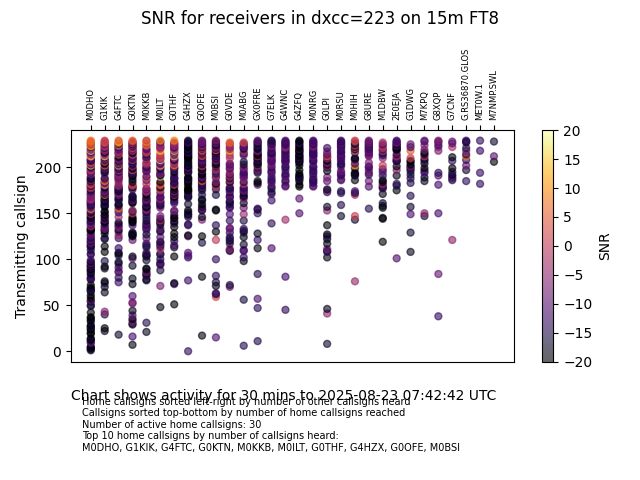 SNR for receivers in dxcc=223 on 15m FT8
M0DHO G1KIK G4FTC G0KTN M0KKB M0ILT G0THF G4HZX G0OFE M0BSI G0VDE M0ABG GX0FRE G7ELK G4WNC G4ZFQ M0NRG G0LPI M0RSU M0HIH G8URE M1DBW 2E0EJA G1DWG M7KPQ G8XQP G7CNF G.RS36870.GLOS MET0W.1 M7NMP.SWL
Transmitting callsign
200
150
100
50
0
20
15
10
5
0
−5
−10
−15
−20
SNR
Chart shows activity for 30 mins to 2025-08-23 07:42:42 UTC
Home callsigns sorted left-right by number of other callsigns heard
Callsigns sorted top-bottom by number of home callsigns reached
Number of active home callsigns: 30
Top 10 home callsigns by number of callsigns heard:
M0DHO, G1KIK, G4FTC, G0KTN, M0KKB, M0ILT, G0THF, G4HZX, G0OFE, M0BSI